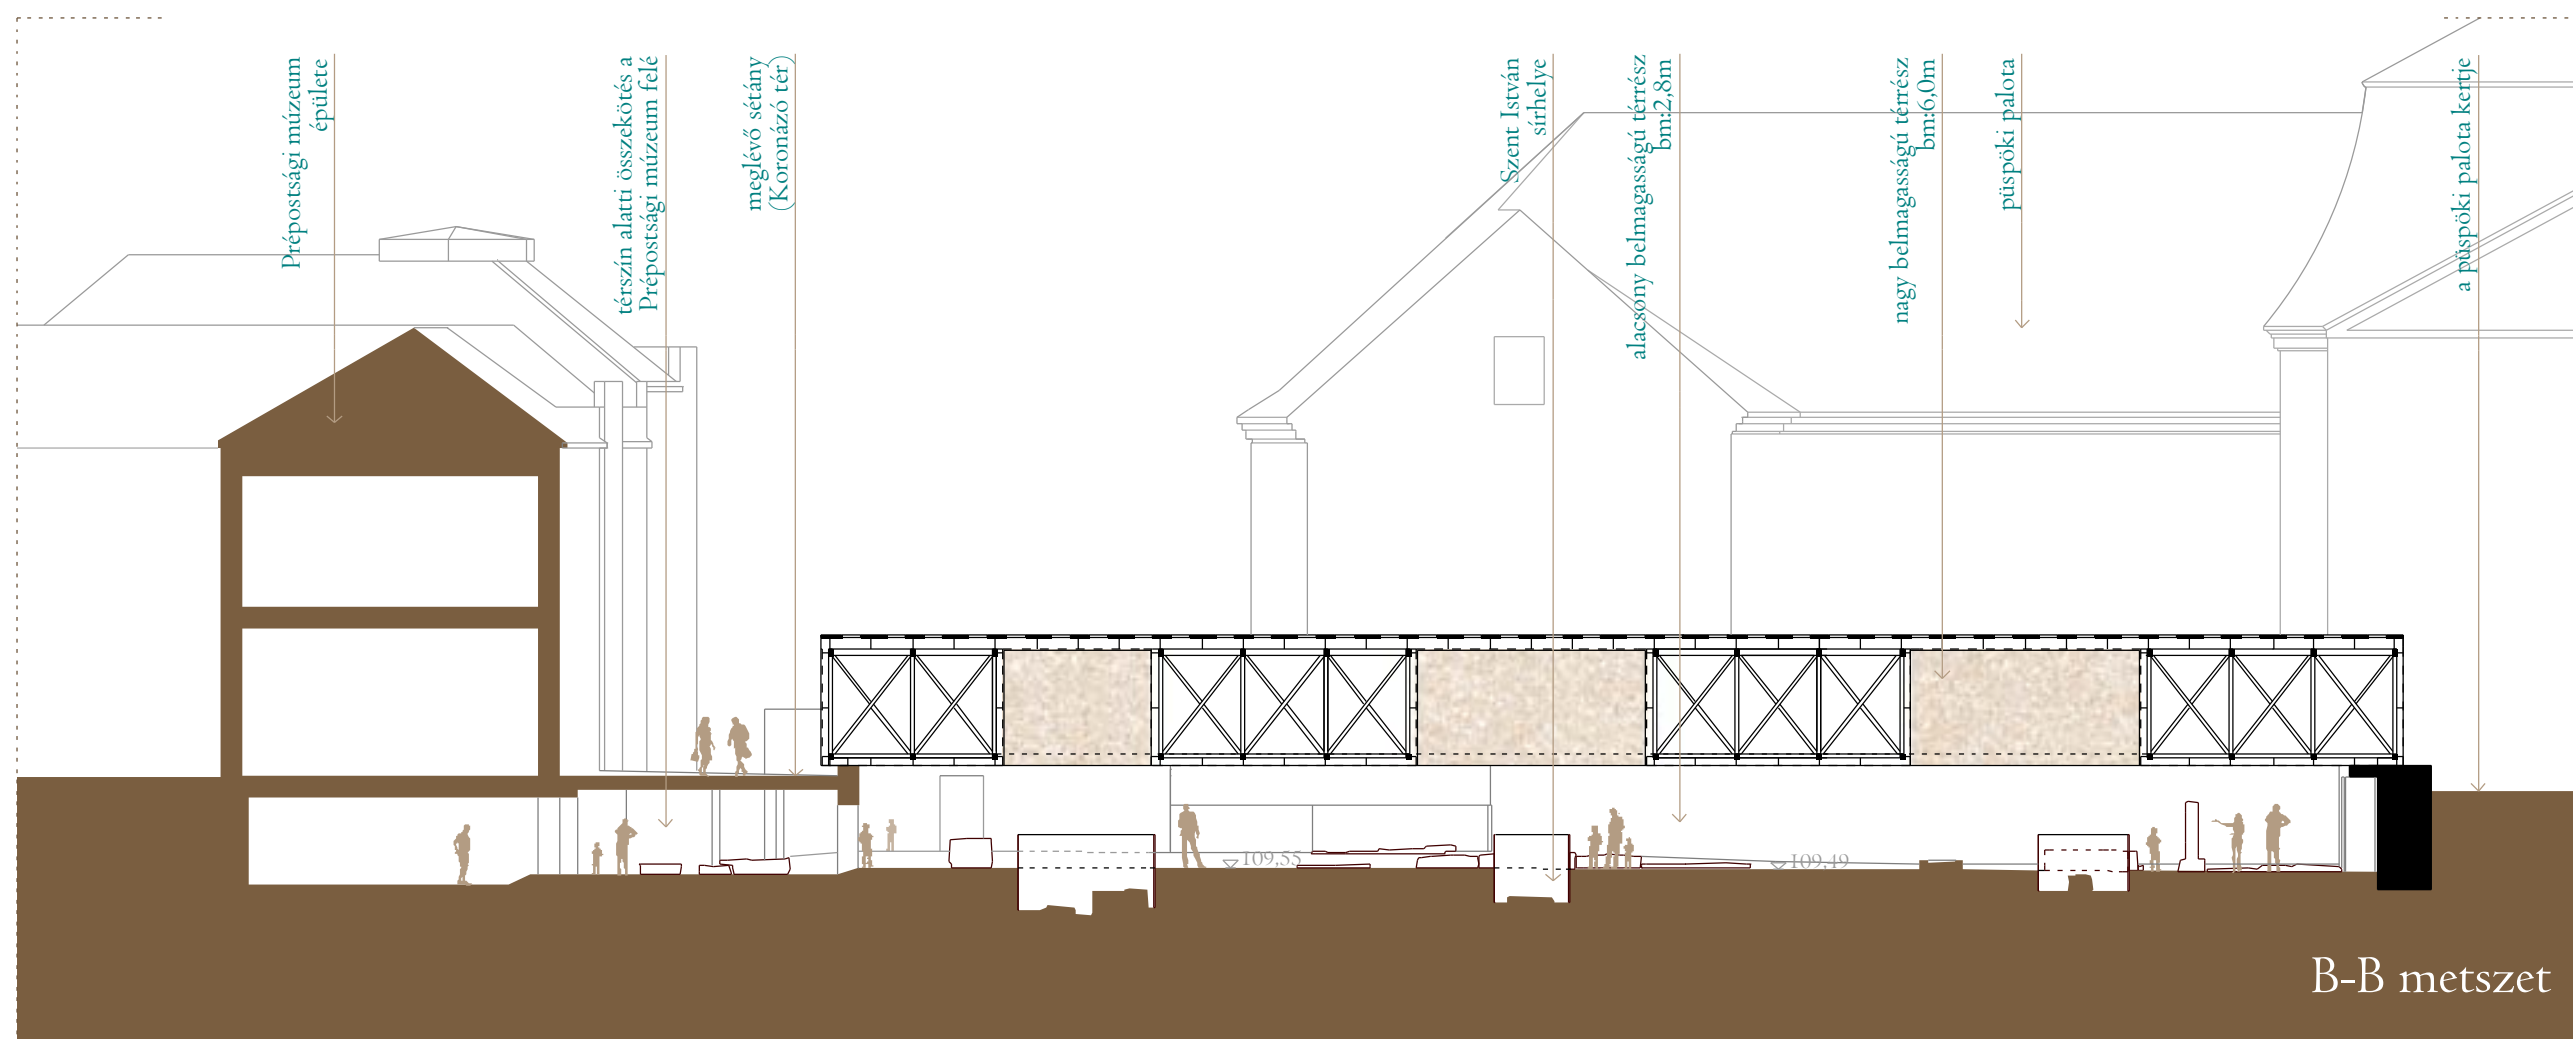 Prépostsági múzeum
épülete
térszín alatti összekötés a
Prépostsági múzeum felé
meglévő sétány
(Koronázó tér)
Szent István
sírhelye
alacsony belmagasságú térrész
bm:2,8m
nagy belmagasságú térrész
bm:6,0m
püspöki palota
a püspöki palota kertje
109,55
109,49
B-B metszet